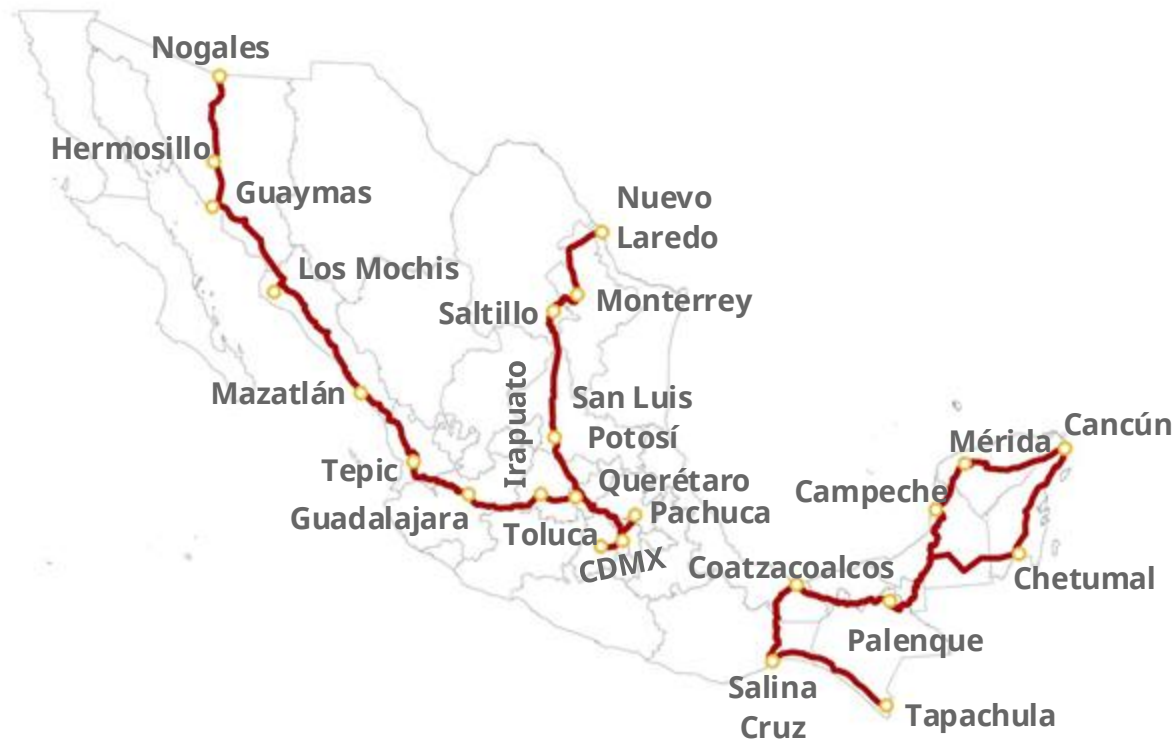 Nogales
Hermosillo
Guaymas
Nuevo
Laredo
Los Mochis
Monterrey
Saltillo
Mazatlán
Irapuato
San Luis
Potosí
Tepic
Querétaro
Guadalajara
Toluca
Pachuca
CDMX
Mérida
Cancún
Campeche
Coatzacoalcos
Chetumal
Palenque
Salina
Cruz
Tapachula